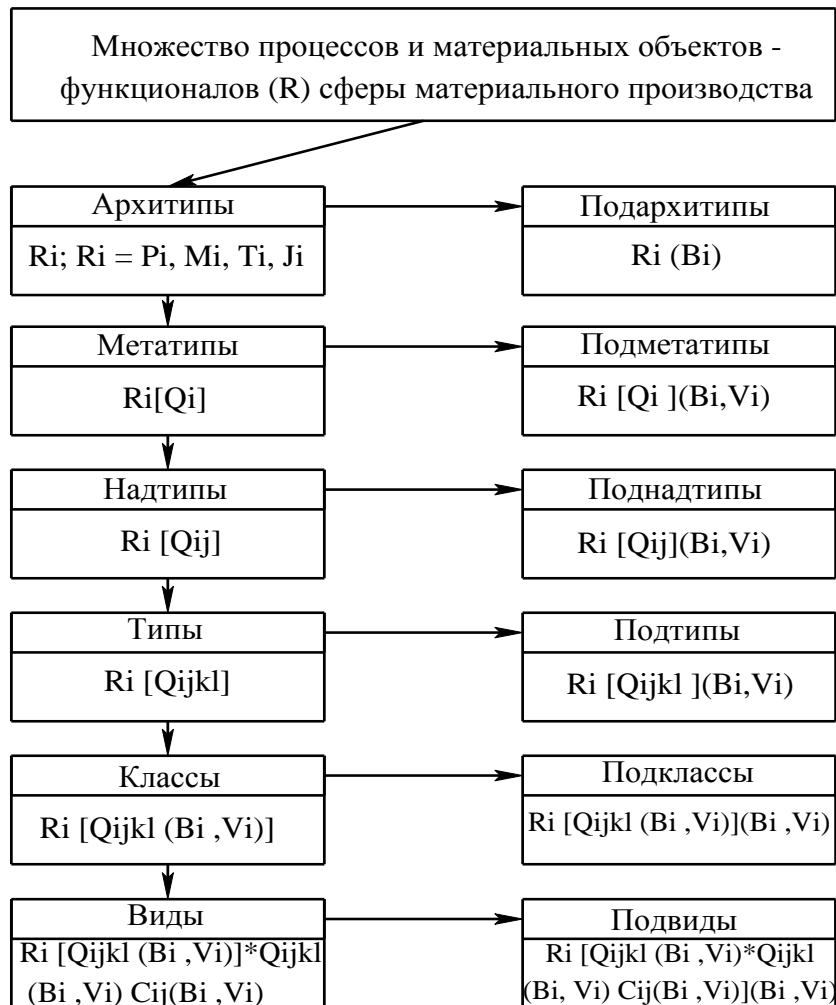 Множество процессов и материальных объектов -
функционалов (R) сферы материального производства
Архитипы
Ri; Ri = Pi, Mi, Ti, Ji
Подархитипы
Ri (Bi)
Метатипы
Ri[Qi]
Подметатипы
Ri [Qi ](Bi,Vi)
Надтипы
Ri [Qij]
Поднадтипы
Ri [Qij](Bi,Vi)
Типы
Ri [Qijkl]
Подтипы
Ri [Qijkl ](Bi,Vi)
Классы
Ri [Qijkl (Bi ,Vi)]
Подклассы
Ri [Qijkl (Bi ,Vi)](Bi ,Vi)
Виды
Ri [Qijkl (Bi ,Vi)]*Qijkl
(Bi ,Vi) Cij(Bi ,Vi)
Подвиды
Ri [Qijkl (Bi ,Vi)*Qijkl
(Bi, Vi) Cij(Bi ,Vi)](Bi ,Vi)